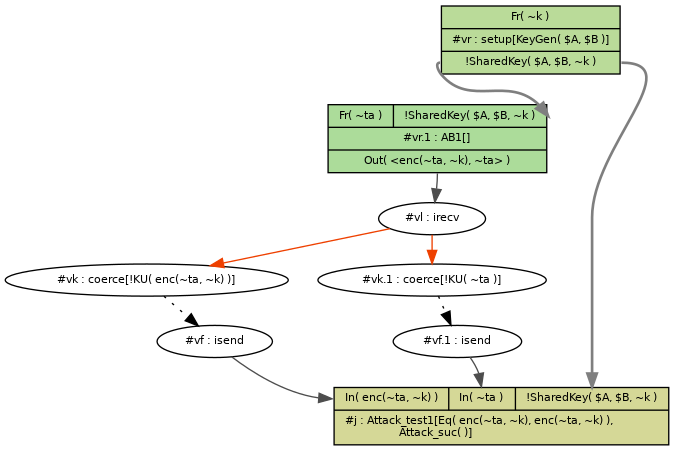 Fr( ~k )
#vr : setup[KeyGen( $A, $B )]
!SharedKey( $A, $B, ~k )
Fr( ~ta ) !SharedKey( $A, $B, ~k )
#vr.1 : AB1[]
Out( <enc(~ta, ~k), ~ta> )
#vl : irecv
#vk : coerce[!KU( enc(~ta, ~k) )]
#vk.1 : coerce[!KU( ~ta )]
#vf : isend
#vf.1 : isend
In( enc(~ta, ~k) ) In( ~ta ) !SharedKey( $A, $B, ~k )
#j : Attack_test1[Eq( enc(~ta, ~k), enc(~ta, ~k) ),
Attack_suc( )]